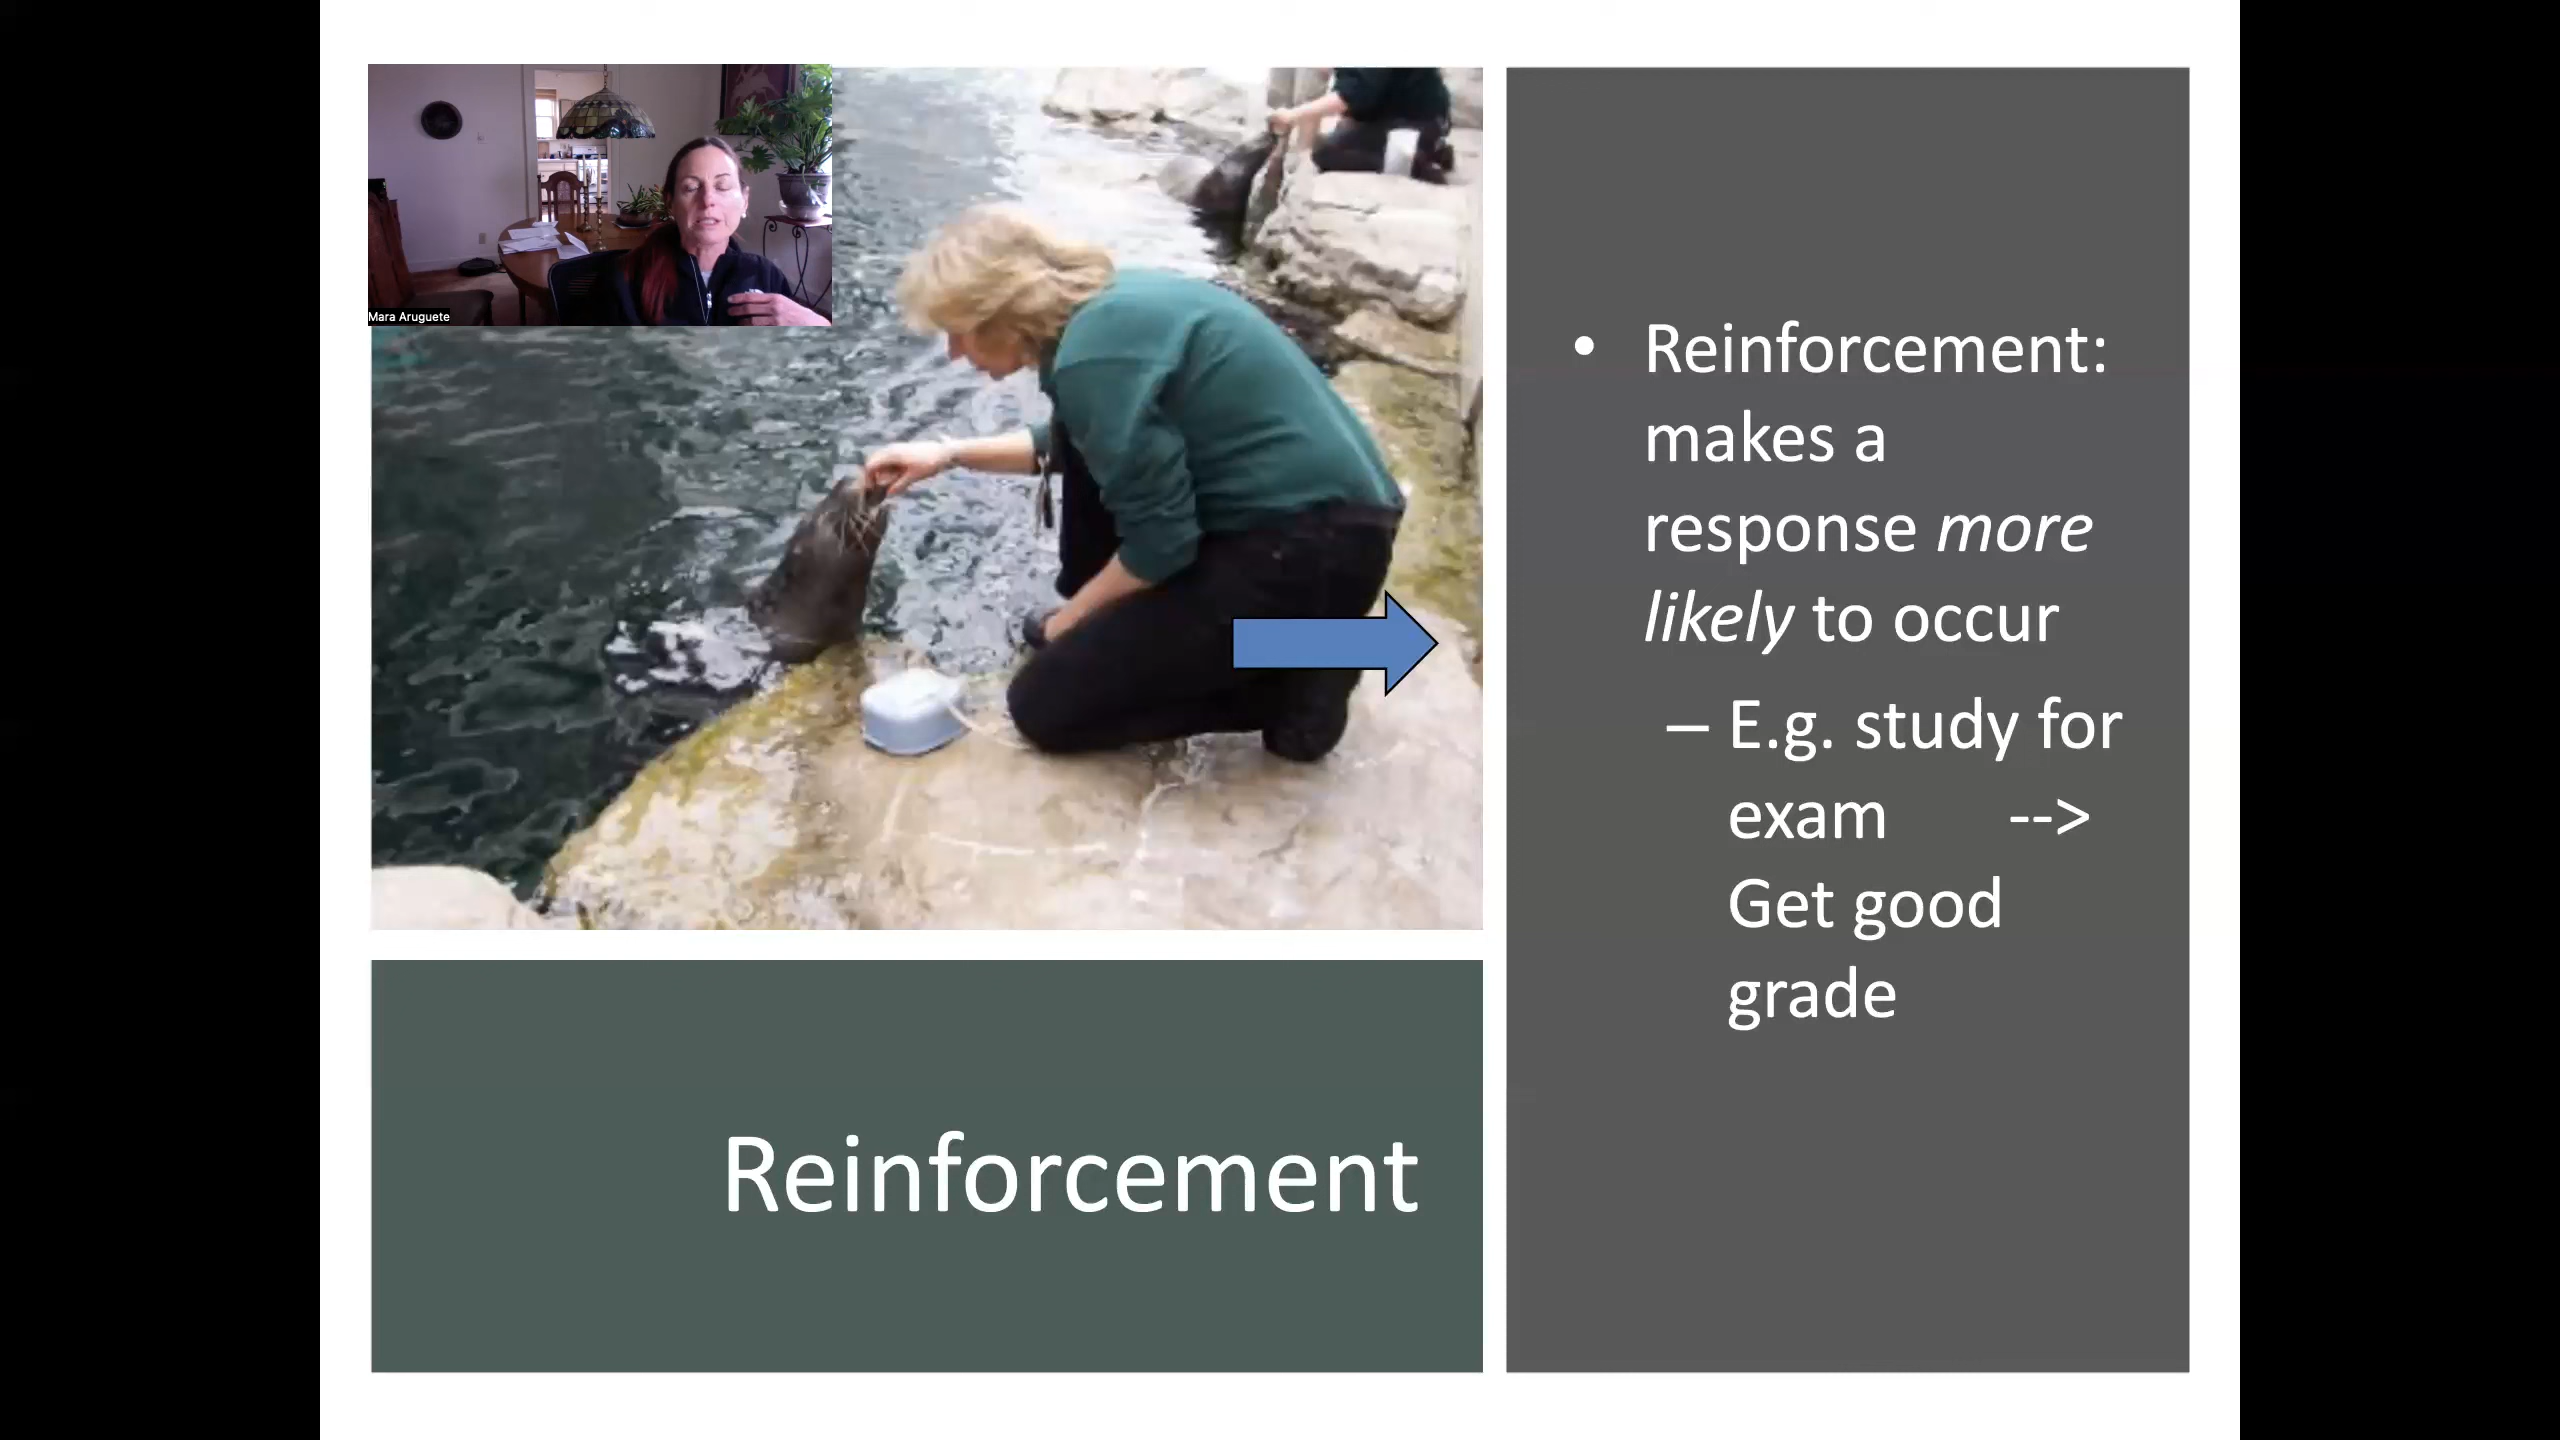 Mara Aruguete
Reinforcement
• Reinforcement:
makes a
response more
likely to occur
– E.g. study for
exam -->
Get good
grade